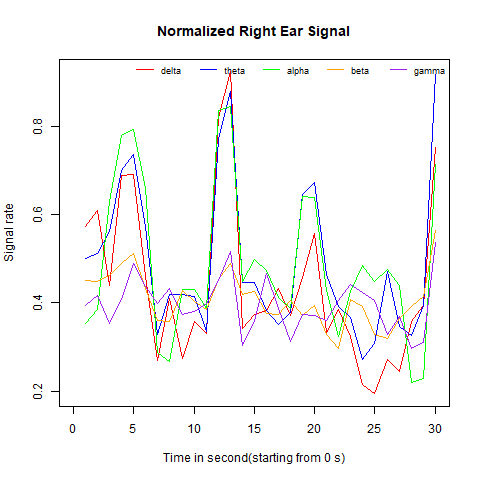 Normalized Right Ear Signal
delta theta alpha beta gamma
Signal rate
0.8
0.6
0.4
0.2
0 5 10 15 20 25 30
Time in second(starting from 0 s)